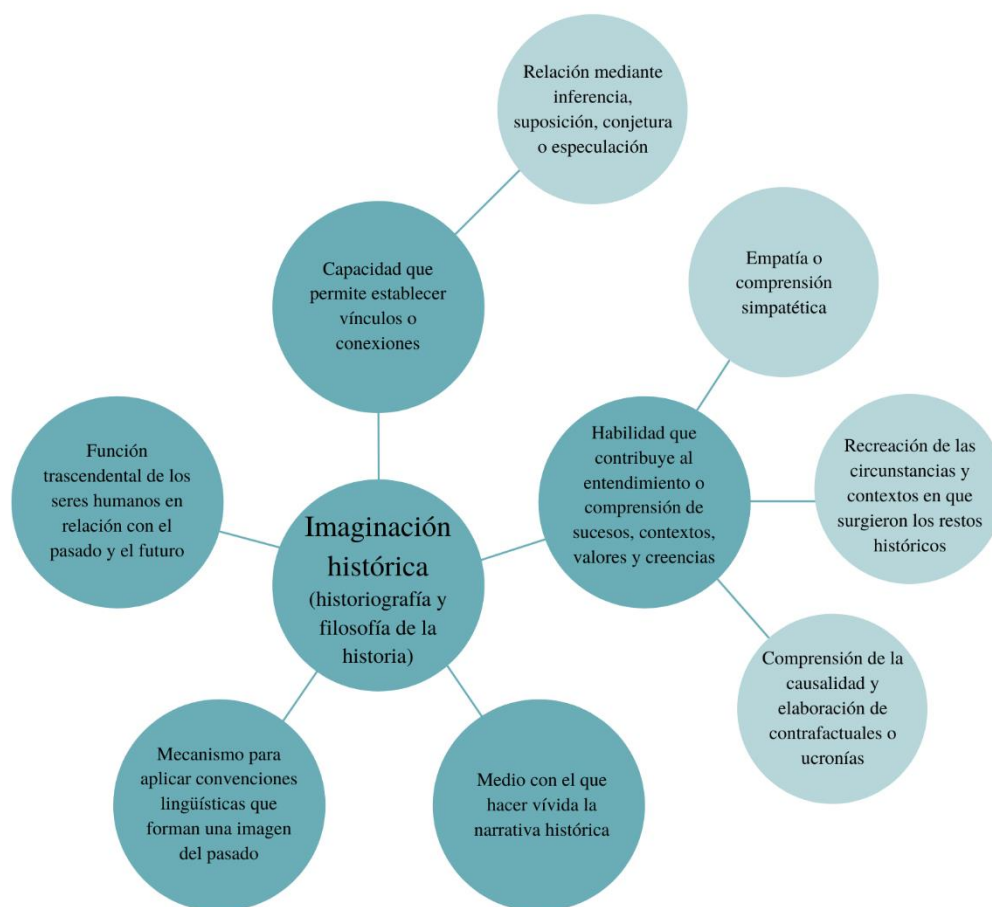 Relación mediante
inferencia,
suposición, conjetura
o especulación
Capacidad que
permite establecer
vínculos o
conexiones
Empatía o
comprensión
simpatética
Función
trascendental de los
seres humanos en
relación con el
pasado y el futuro
Habilidad que
contribuye al
entendimiento o
comprensión de
sucesos, contextos,
valores y creencias
Recreación de las
circunstancias y
contextos en que
surgieron los restos
históricos
Imaginación
histórica
(historiografía y
filosofía de la
historia)
Comprensión de la
causalidad y
elaboración de
contrafactuales o
ucronías
Mecanismo para
aplicar convenciones
lingüísticas que
forman una imagen
del pasado
Medio con el que
hacer vívida la
narrativa histórica